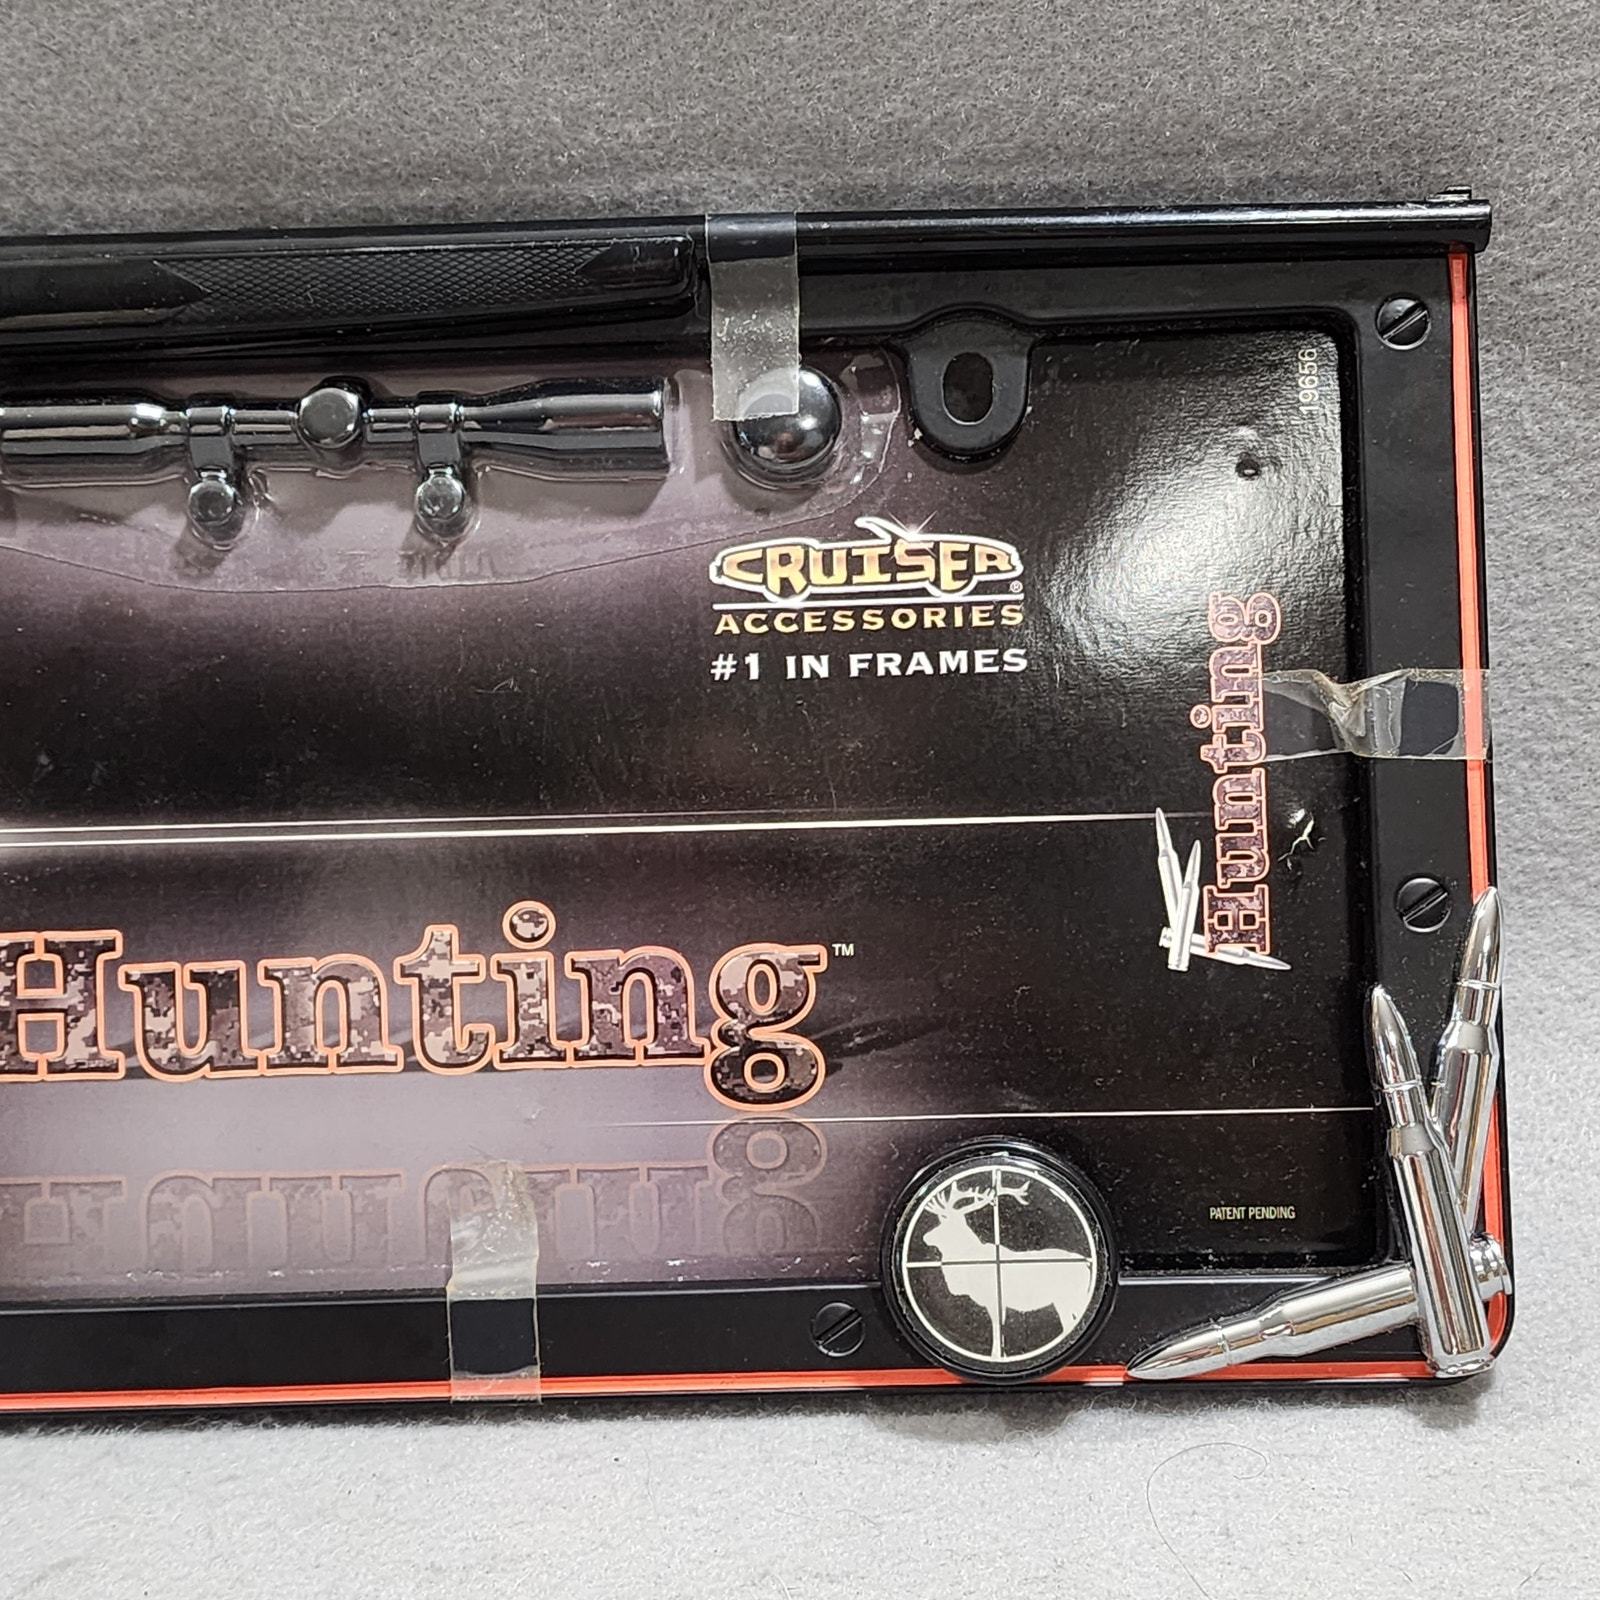 19656
CRUISER®
ACCESSORIES
#1 IN FRAMES
Hunting
Hunting™
PATENT PENDING